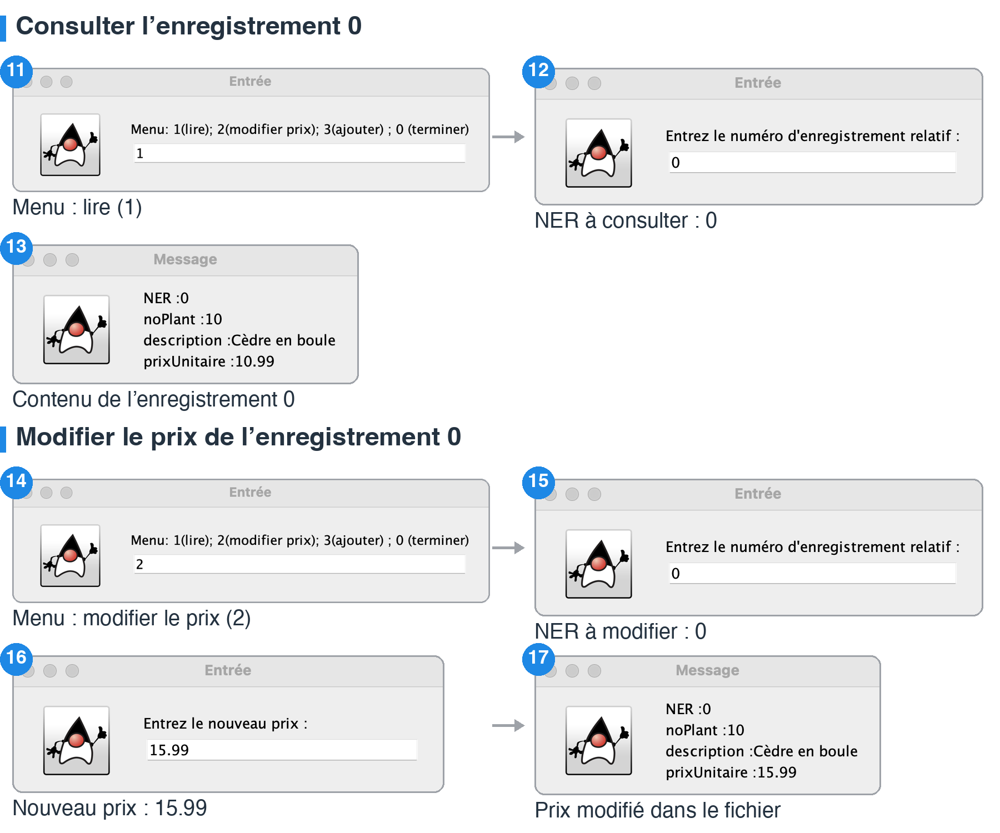 Consulter l’enregistrement 0
11
Entrée
Menu: 1(lire); 2(modifier prix); 3(ajouter) ; 0 (terminer)
1
Menu : lire (1)
12
Entrée
Entrez le numéro d'enregistrement relatif :
0
NER à consulter : 0
13
Message
NER :0
noPlant :10
description :Cèdre en boule
prixUnitaire :10.99
Contenu de l’enregistrement 0
Modifier le prix de l’enregistrement 0
14
Entrée
Menu: 1(lire); 2(modifier prix); 3(ajouter) ; 0 (terminer)
2
Menu : modifier le prix (2)
15
Entrée
Entrez le numéro d'enregistrement relatif :
0
NER à modifier : 0
16
Entrée
Entrez le nouveau prix :
15.99
Nouveau prix : 15.99
17
Message
NER :0
noPlant :10
description :Cèdre en boule
prixUnitaire :15.99
Prix modifié dans le fichier